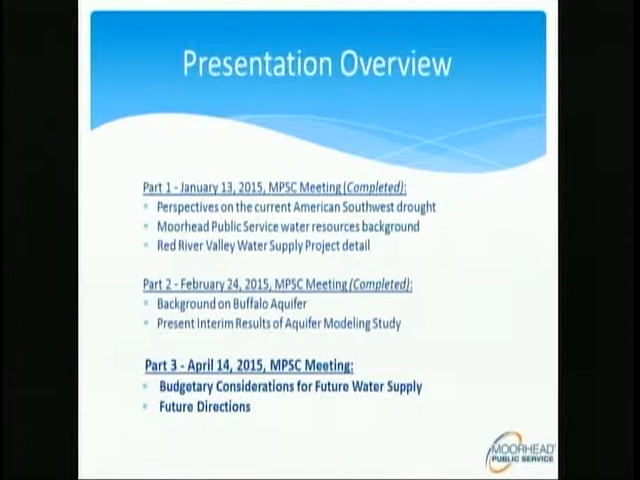 Presentation Overview
Part 1 - January 13, 2015, MPSC Meeting (Completed):
Perspectives on the current American Southwest drought
Moorhead Public Service water resources background
Red River Valley Water Supply Project detail
Part 2 - February 24, 2015, MPSC Meeting (Completed):
Background on Buffalo Aquifer
Present Interim Results of Aquifer Modeling Study
Part 3 - April 14, 2015, MPSC Meeting:
Budgetary Considerations for Future Water Supply
Future Directions
MOORHEAD
PUBLIC SERVICE